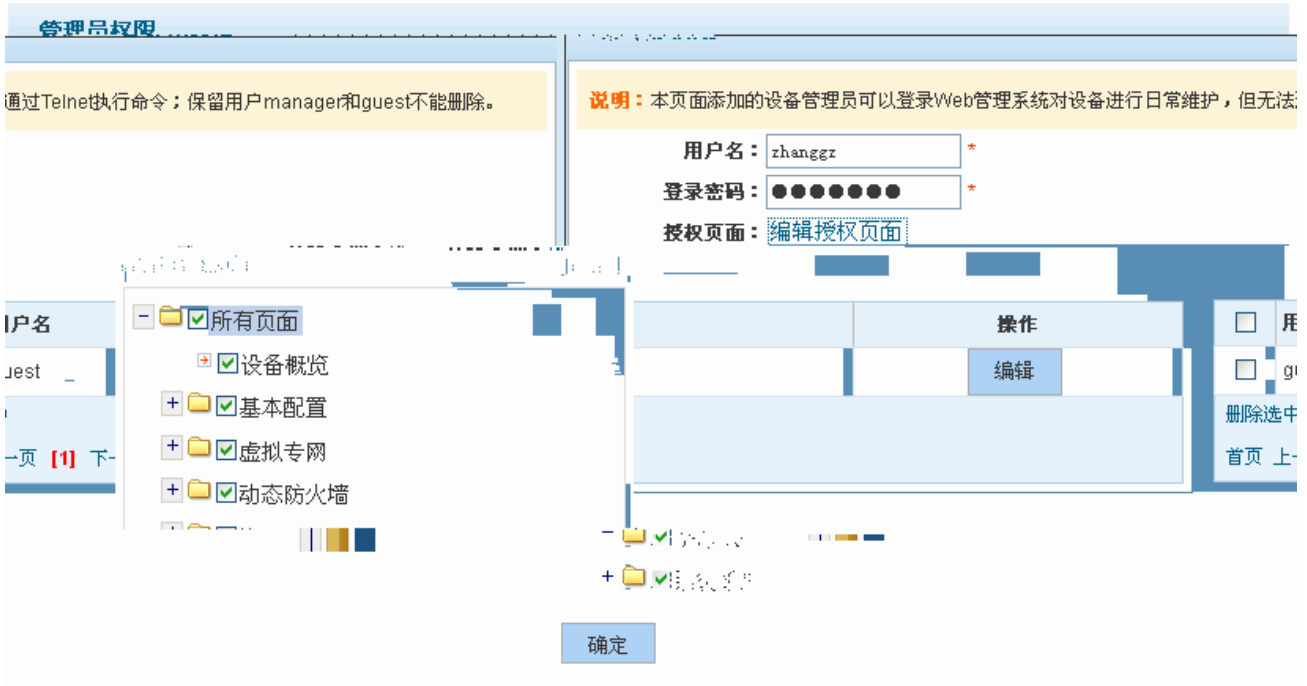 管理员权限
通过Telnet执行命令；保留用户manager和guest不能删除。
说明：本页面添加的设备管理员可以登录Web管理系统对设备进行日常维护，但无法
用户名：zhanggz *
登录密码：●●●●●●● *
授权页面：编辑授权页面
户名
所有页面
操作
设备概览
编辑
基本配置
删除选中
虚拟专网
一页 [1] 下一
首页 上一
动态防火墙
确定